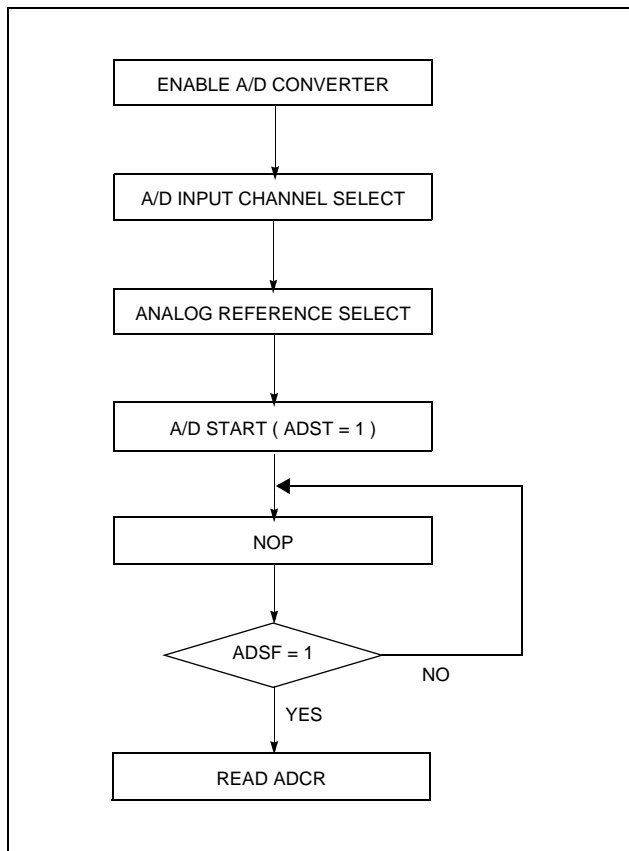 ENABLE A/D CONVERTER
A/D INPUT CHANNEL SELECT
ANALOG REFERENCE SELECT
A/D START ( ADST = 1 )
NOP
ADSF = 1
NO
YES
READ ADCR